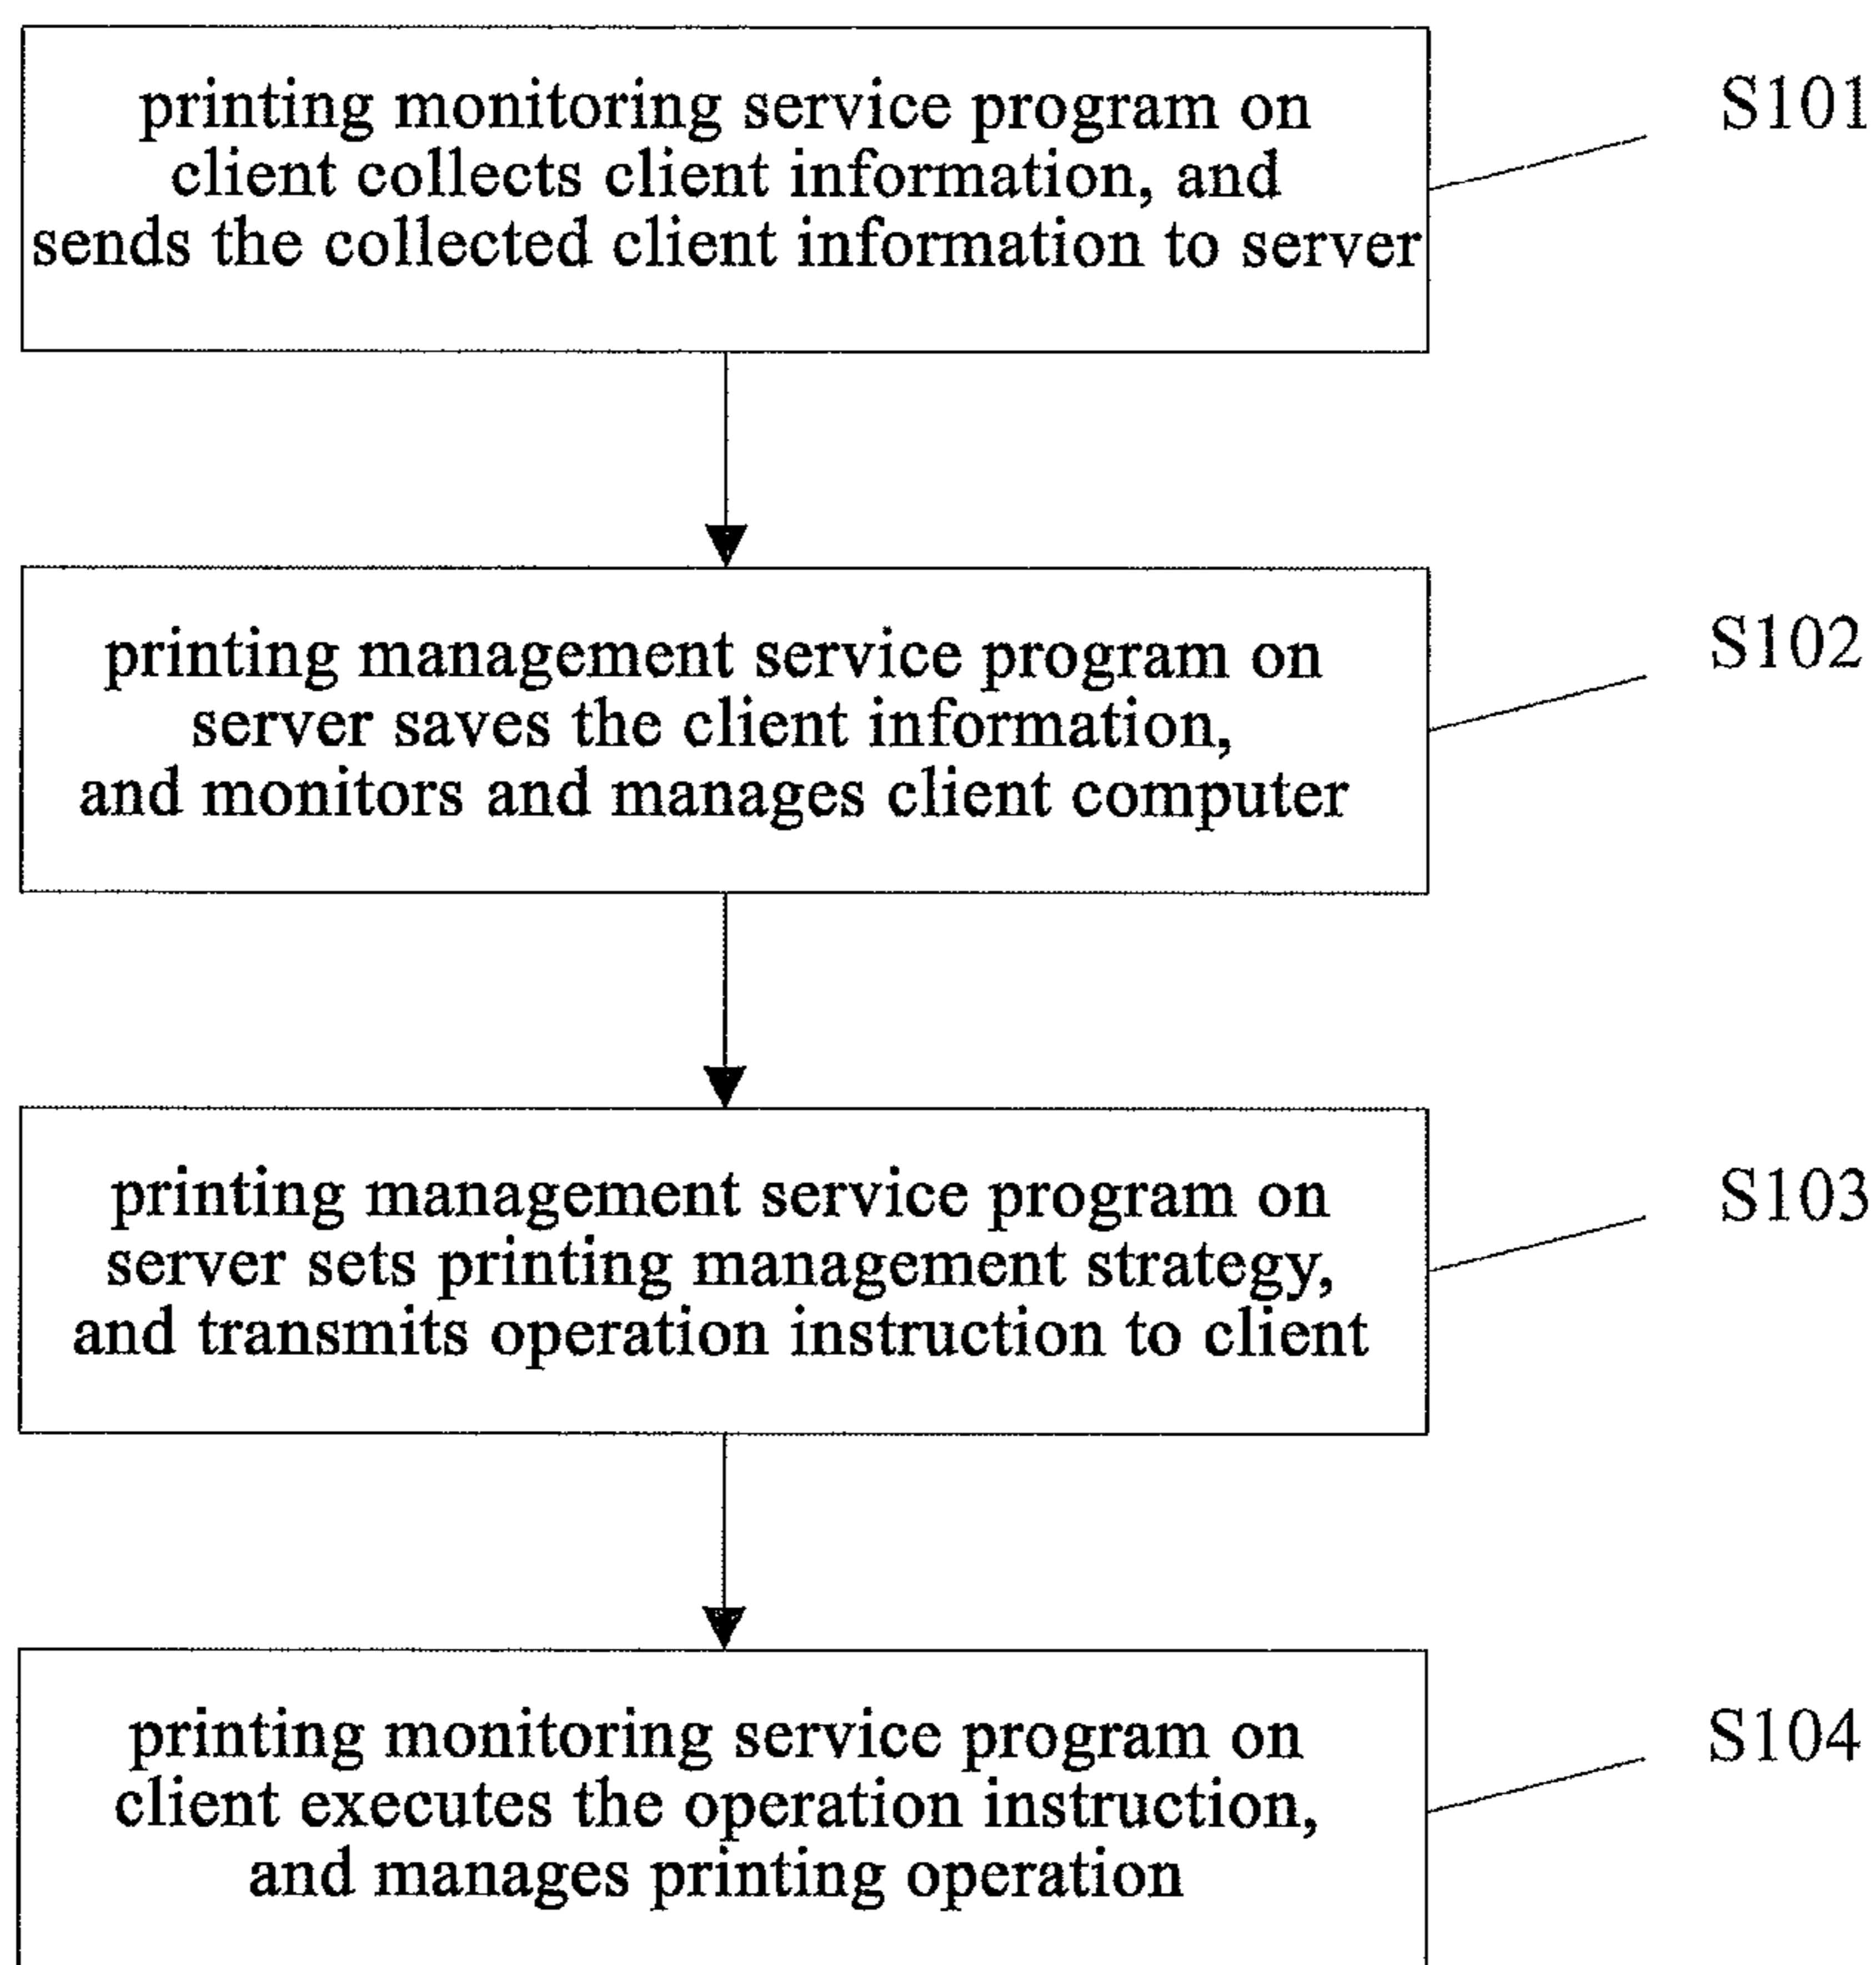 printing monitoring service program on
client collects client information, and
sends the collected client information to server
S101
printing management service program on
server saves the client information,
and monitors and manages client computer
S102
printing management service program on
server sets printing management strategy,
and transmits operation instruction to client
S103
printing monitoring service program on
client executes the operation instruction,
and manages printing operation
S104